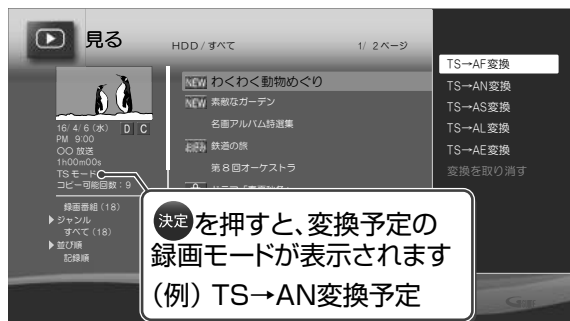 見る
HDD/すべて
1/ 2ページ
NEW わくわく動物めぐり
NEW 素敵なガーデン
名画アルバム特選集
鉄道の旅
第8回オーケストラ
16/ 4/ 6 (水) D C
PM 9:00
〇〇 放送
1h00m00s
TSモード
コピー可能回数：9
録画番組 (18)
▶ジャンル
すべて (18)
▶並び順
記録順
TS→AF変換
TS→AN変換
TS→AS変換
TS→AL変換
TS→AE変換
変換を取り消す
決定を押すと、変換予定の
録画モードが表示されます
(例) TS→AN変換予定